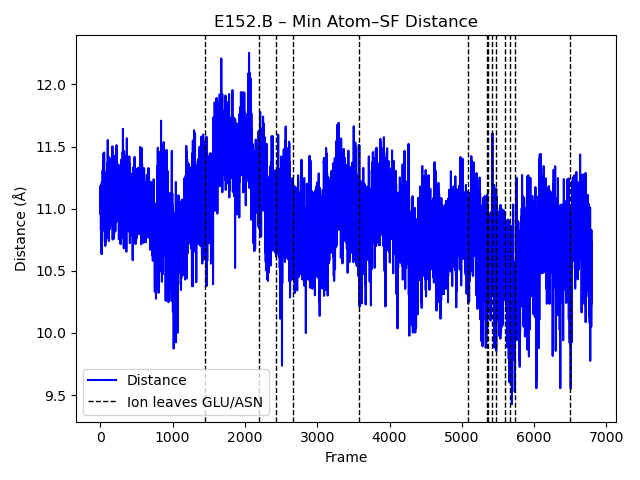 E152.B – Min Atom–SF Distance
Distance (Å)
12.0
11.5
11.0
10.5
10.0
9.5
Distance
Ion leaves GLU/ASN
0 1000 2000 3000 4000 5000 6000 7000
Frame